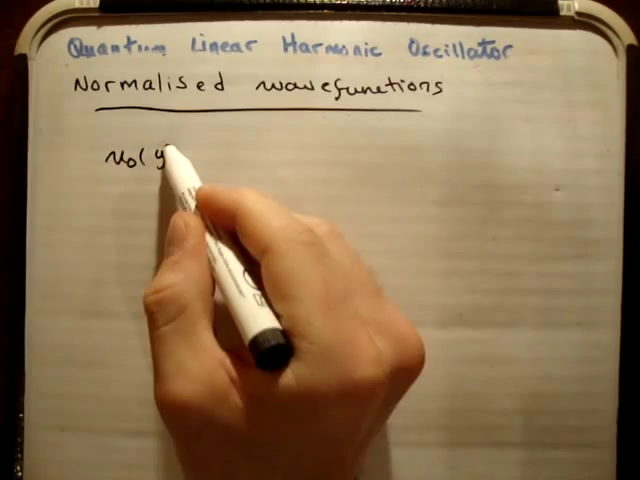 Quantum Linear Harmonic Oscillator
Normalised wavefunctions
u₀(y